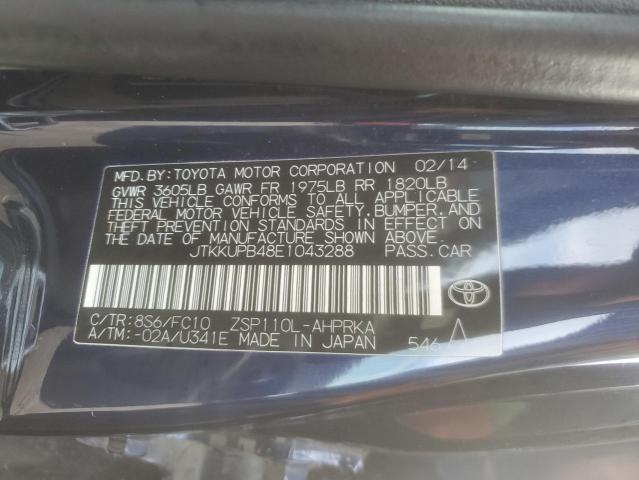 MFD.BY:TOYOTA MOTOR CORPORATION 02/14
GVWR 3605LB GAWR FR 1975LB RR 1820LB
THIS VEHICLE CONFORMS TO ALL APPLICABLE
FEDERAL MOTOR VEHICLE SAFETY,BUMPER,AND
THEFT PREVENTION STANDARDS IN EFFECT ON
THE DATE OF MANUFACTURE SHOWN ABOVE.
JTKKUPB48E1043288 PASS.CAR
C/TR:8S6/FC10 ZSP110L-AHPRKA
A/TM:-02A/U341E MADE IN JAPAN 546